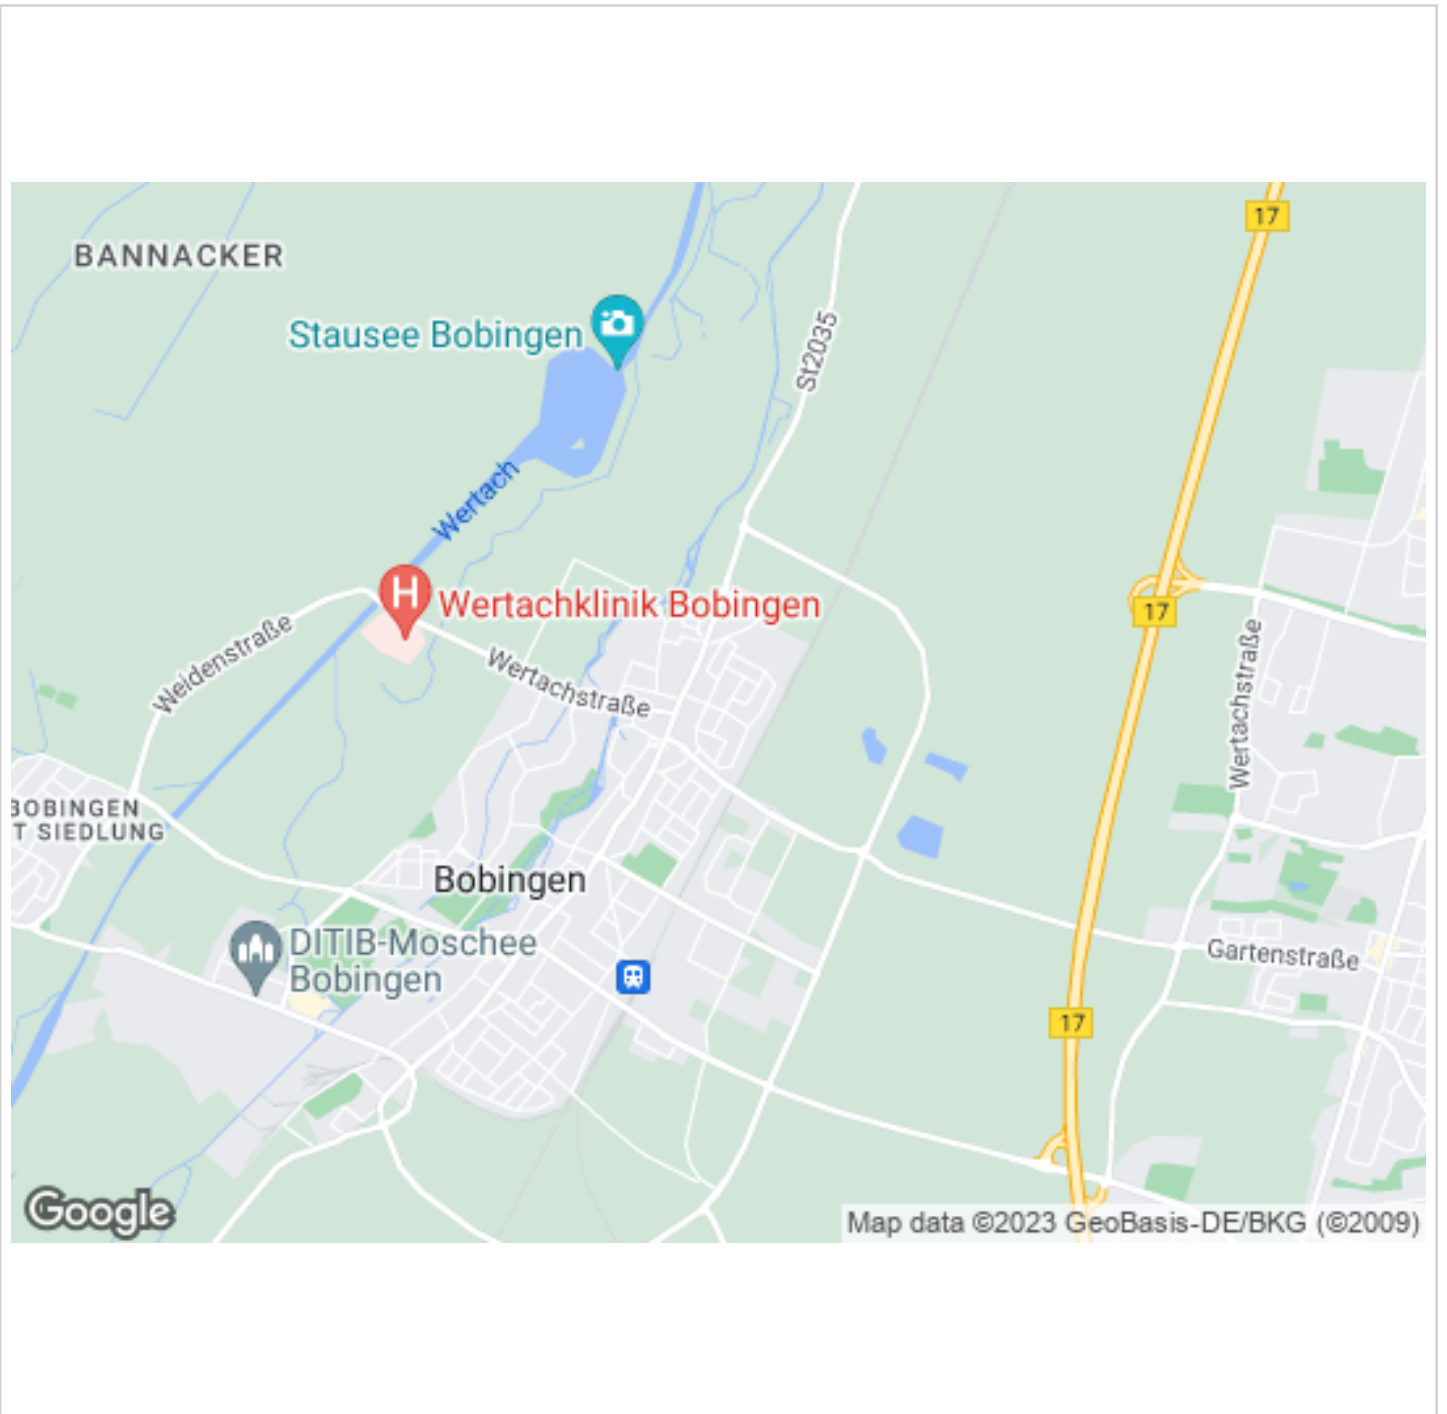 17
BANNACKER
Stausee Bobingen
St2035
Wertach
Wertachklinik Bobingen
17
Weidenstraße
Wertachstraße
Wertachstraße
BOBINGEN
T SIEDLUNG
Bobingen
DITIB-Moschee
Bobingen
Gartenstraße
17
Google
Map data ©2023 GeoBasis-DE/BKG (©2009)